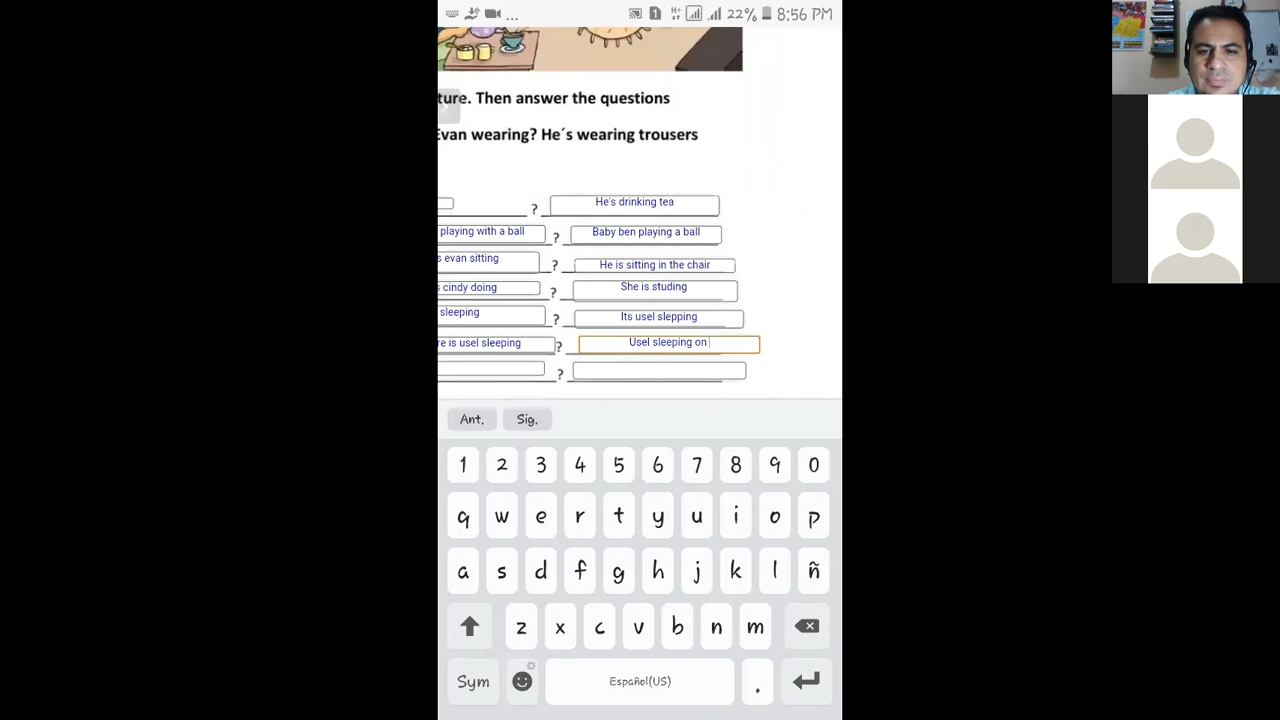 ... 1 H+ 22% 8:56 PM
ture. Then answer the questions
Evan wearing? He´s wearing trousers
? He's drinking tea
playing with a ball ? Baby ben playing a ball
s evan sitting ? He is sitting in the chair
s cindy doing ? She is studing
sleeping ? Its usel slepping
re is usel sleeping ? Usel sleeping on
?
Ant. Sig.
1 2 3 4 5 6 7 8 9 0
q w e r t y u i o p
a s d f g h j k l ñ
z x c v b n m
Sym Español(US) .